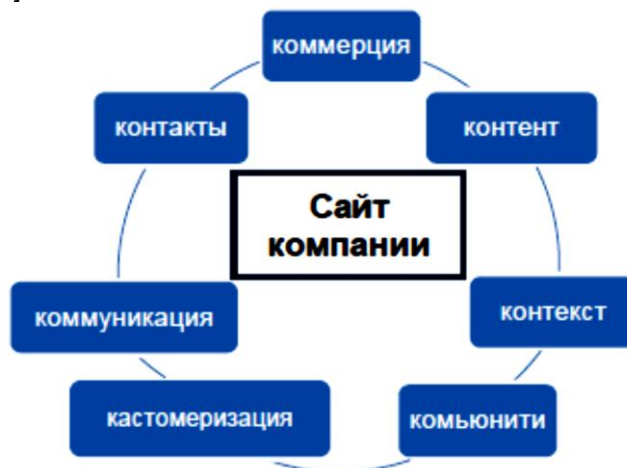 коммерция
контакты
контент
Сайт
компании
коммуникация
контекст
кастомеризация
комьюнити